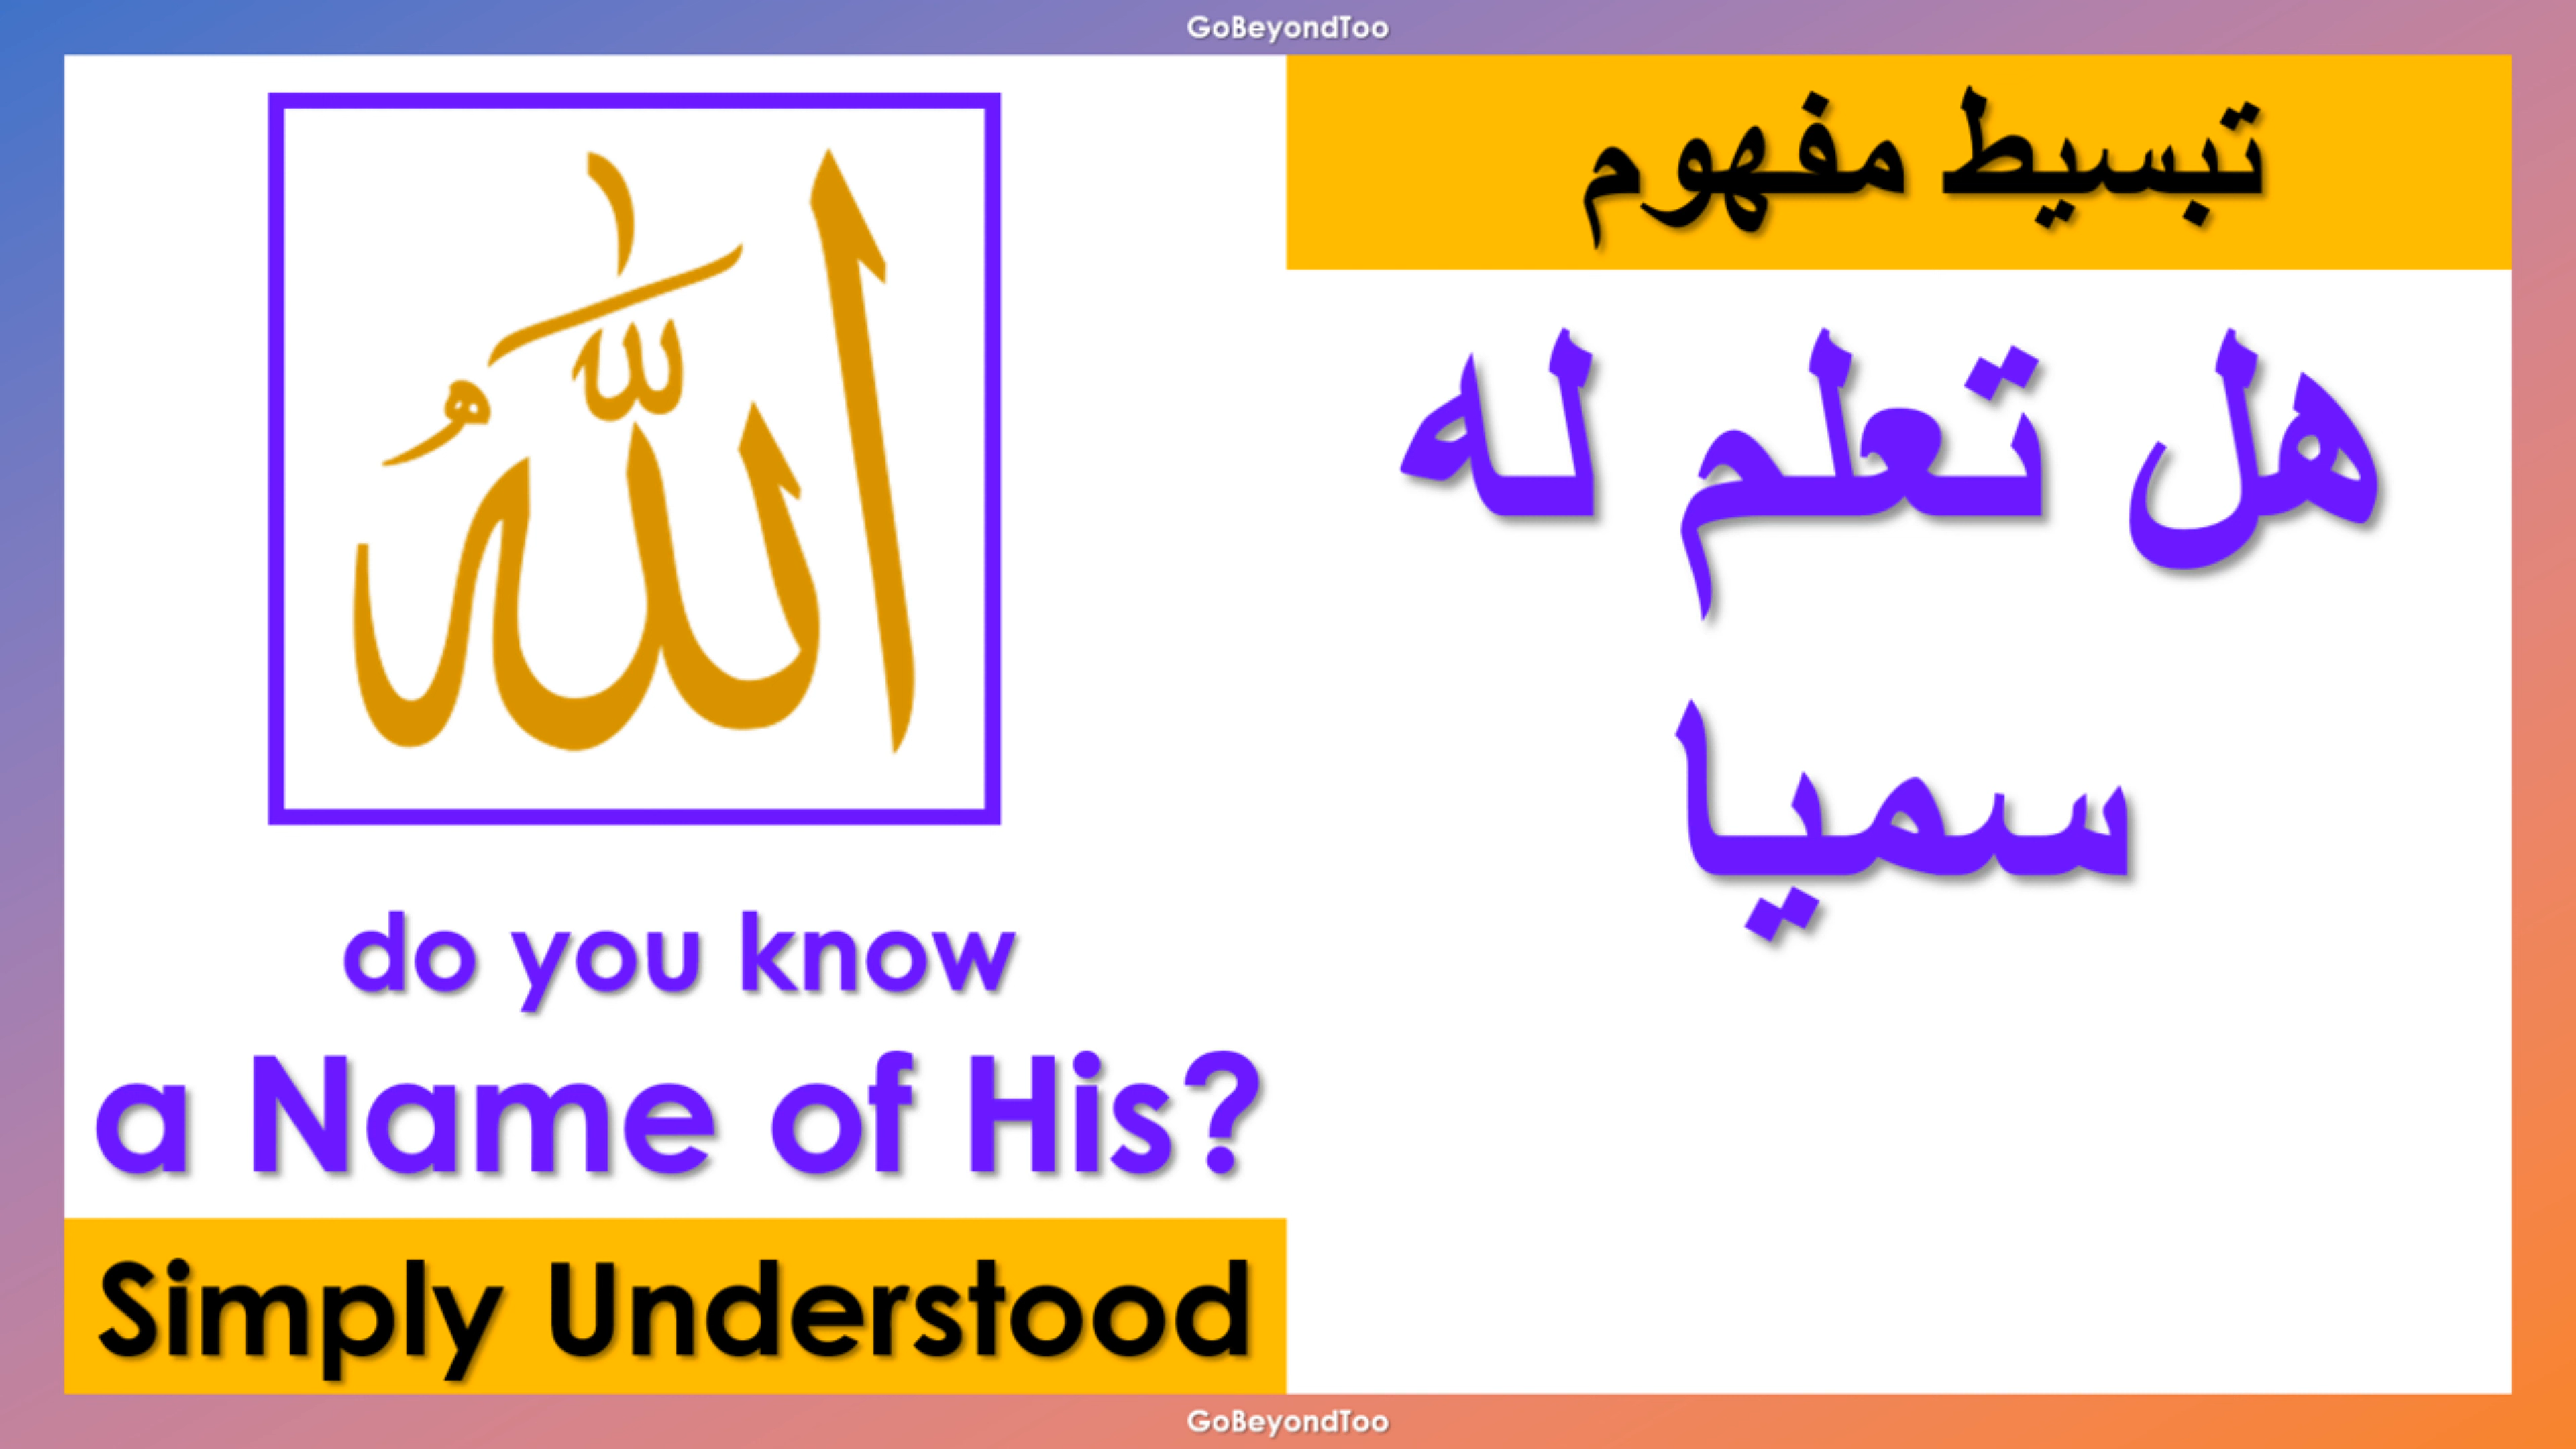 GoBeyondToo
الله
do you know
a Name of His?
Simply Understood
تبسيط مفهوم
هل تعلم له
سميا
GoBeyondToo